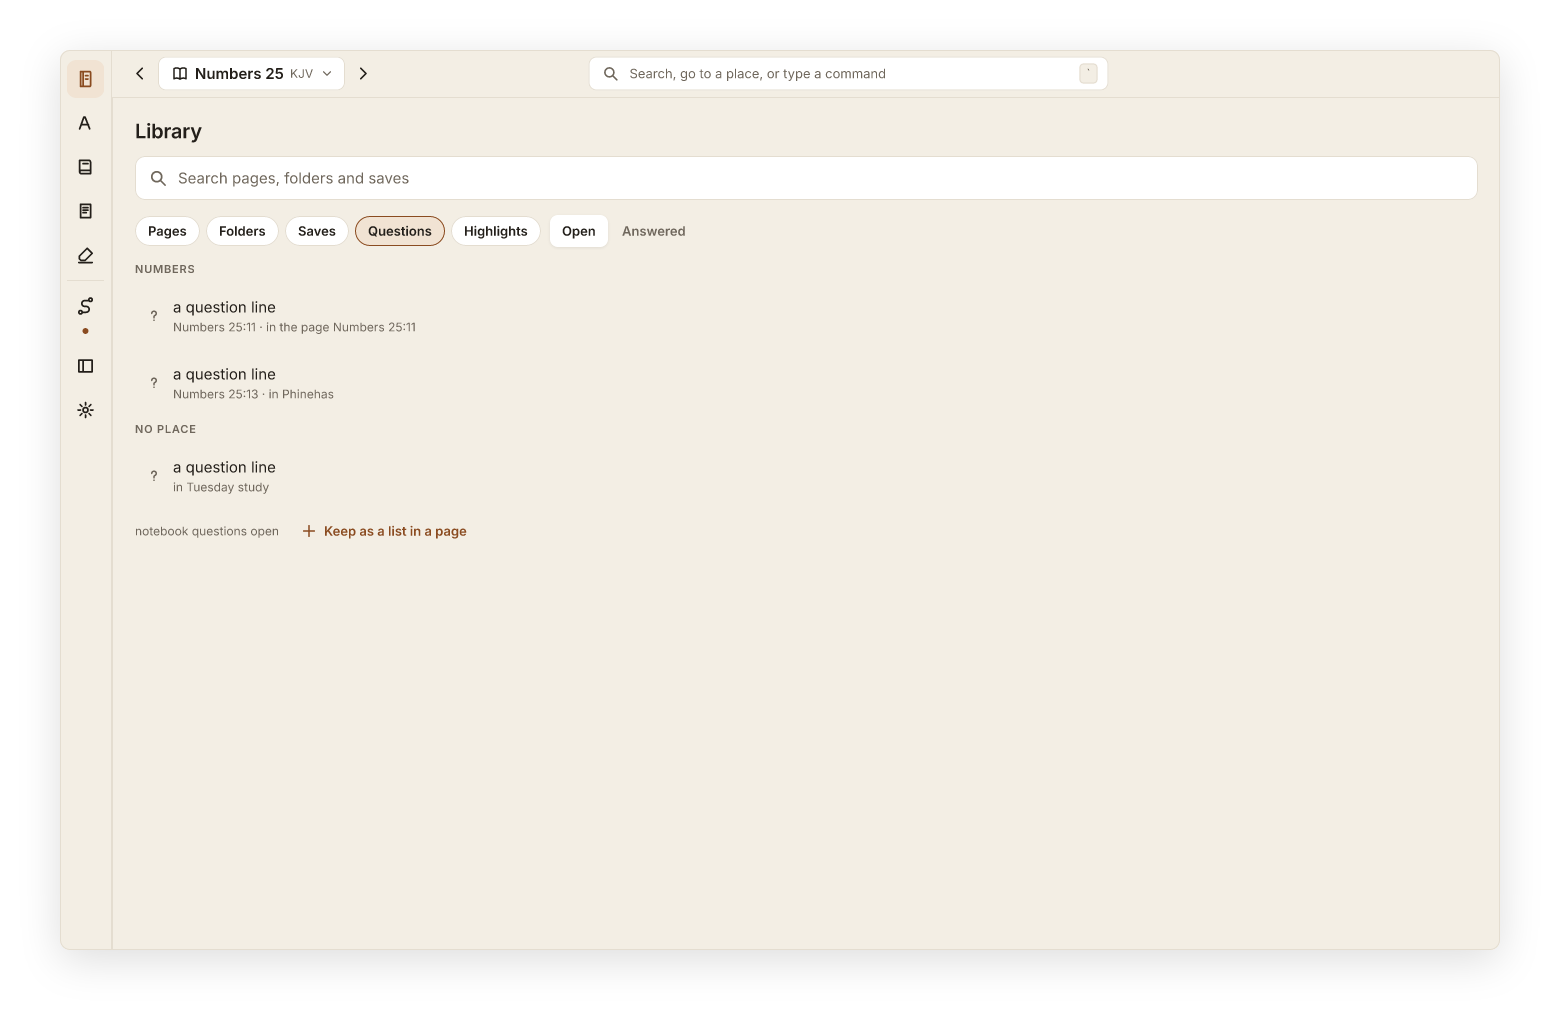 Numbers 25 KJV
Search, go to a place, or type a command
Library
Search pages, folders and saves
Pages Folders Saves Questions Highlights Open Answered
NUMBERS
? a question line
Numbers 25:11 · in the page Numbers 25:11
? a question line
Numbers 25:13 · in Phinehas
NO PLACE
? a question line
in Tuesday study
notebook questions open + Keep as a list in a page